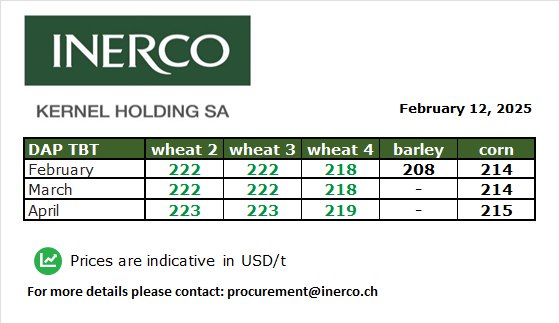 INERCO
KERNEL HOLDING SA
February 12, 2025
DAP TBT wheat 2 wheat 3 wheat 4 barley corn
February 222 222 218 208 214
March 222 222 218 - 214
April 223 223 219 - 215
Prices are indicative in USD/t
For more details please contact: procurement@inerco.ch